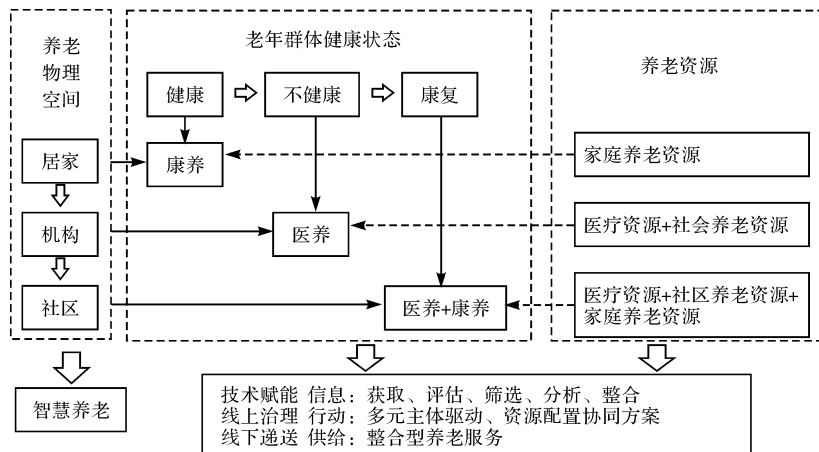 养老
物理
空间
居家
机构
社区
智慧养老
老年群体健康状态
健康
不健康
康复
康养
医养
医养+康养
养老资源
家庭养老资源
医疗资源+社会养老资源
医疗资源+社区养老资源+
家庭养老资源
技术赋能 信息：获取、评估、筛选、分析、整合
线上治理 行动：多元主体驱动、资源配置协同方案
线下递送 供给：整合型养老服务